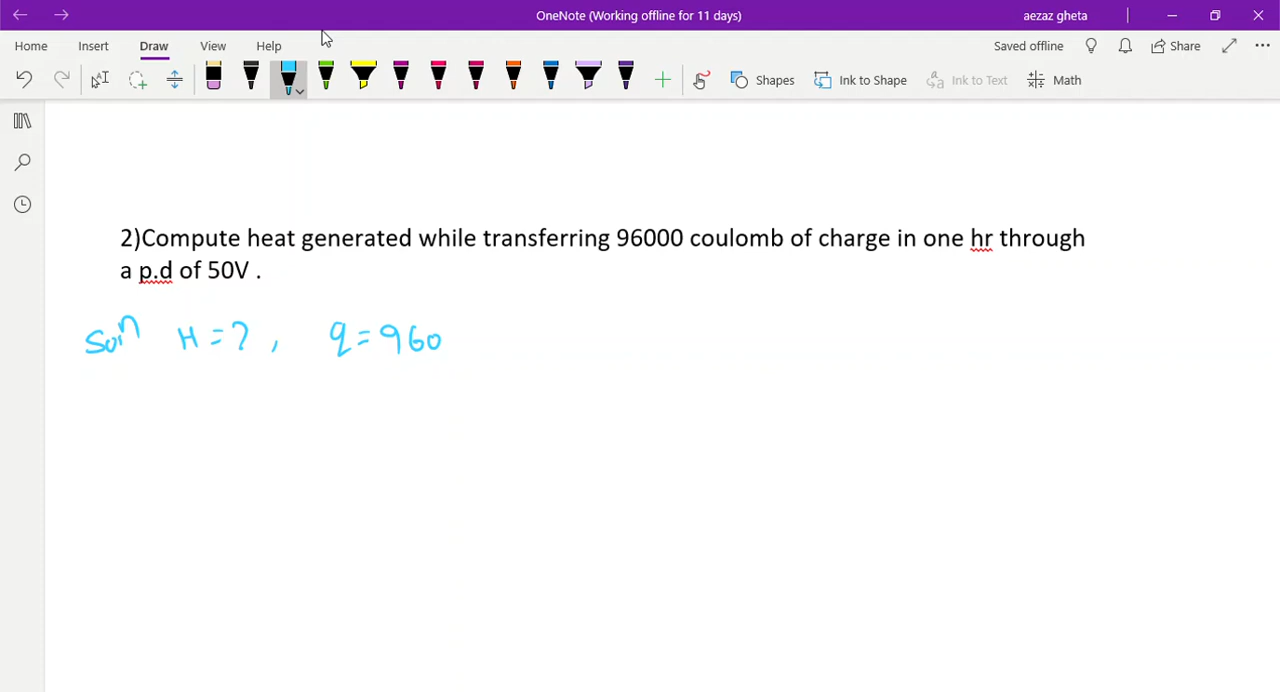 OneNote (Working offline for 11 days)
aezaz gheta
Home Insert Draw View Help
Saved offline
Share
Shapes
Ink to Shape
Ink to Text
Math
2)Compute heat generated while transferring 96000 coulomb of charge in one hr through
a p.d of 50V .
Soln H = ? , q = 960